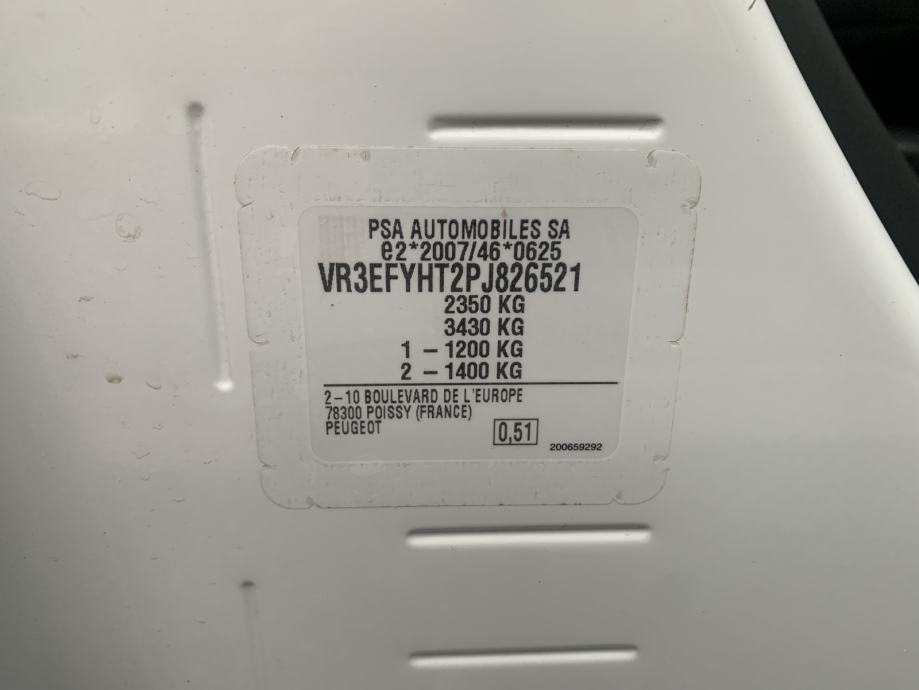 PSA AUTOMOBILES SA
e2*2007/46*0625
VR3EFYHT2PJ826521
2350 KG
3430 KG
1 – 1200 KG
2 – 1400 KG
2–10 BOULEVARD DE L'EUROPE
78300 POISSY (FRANCE)
PEUGEOT
0,51
200659292